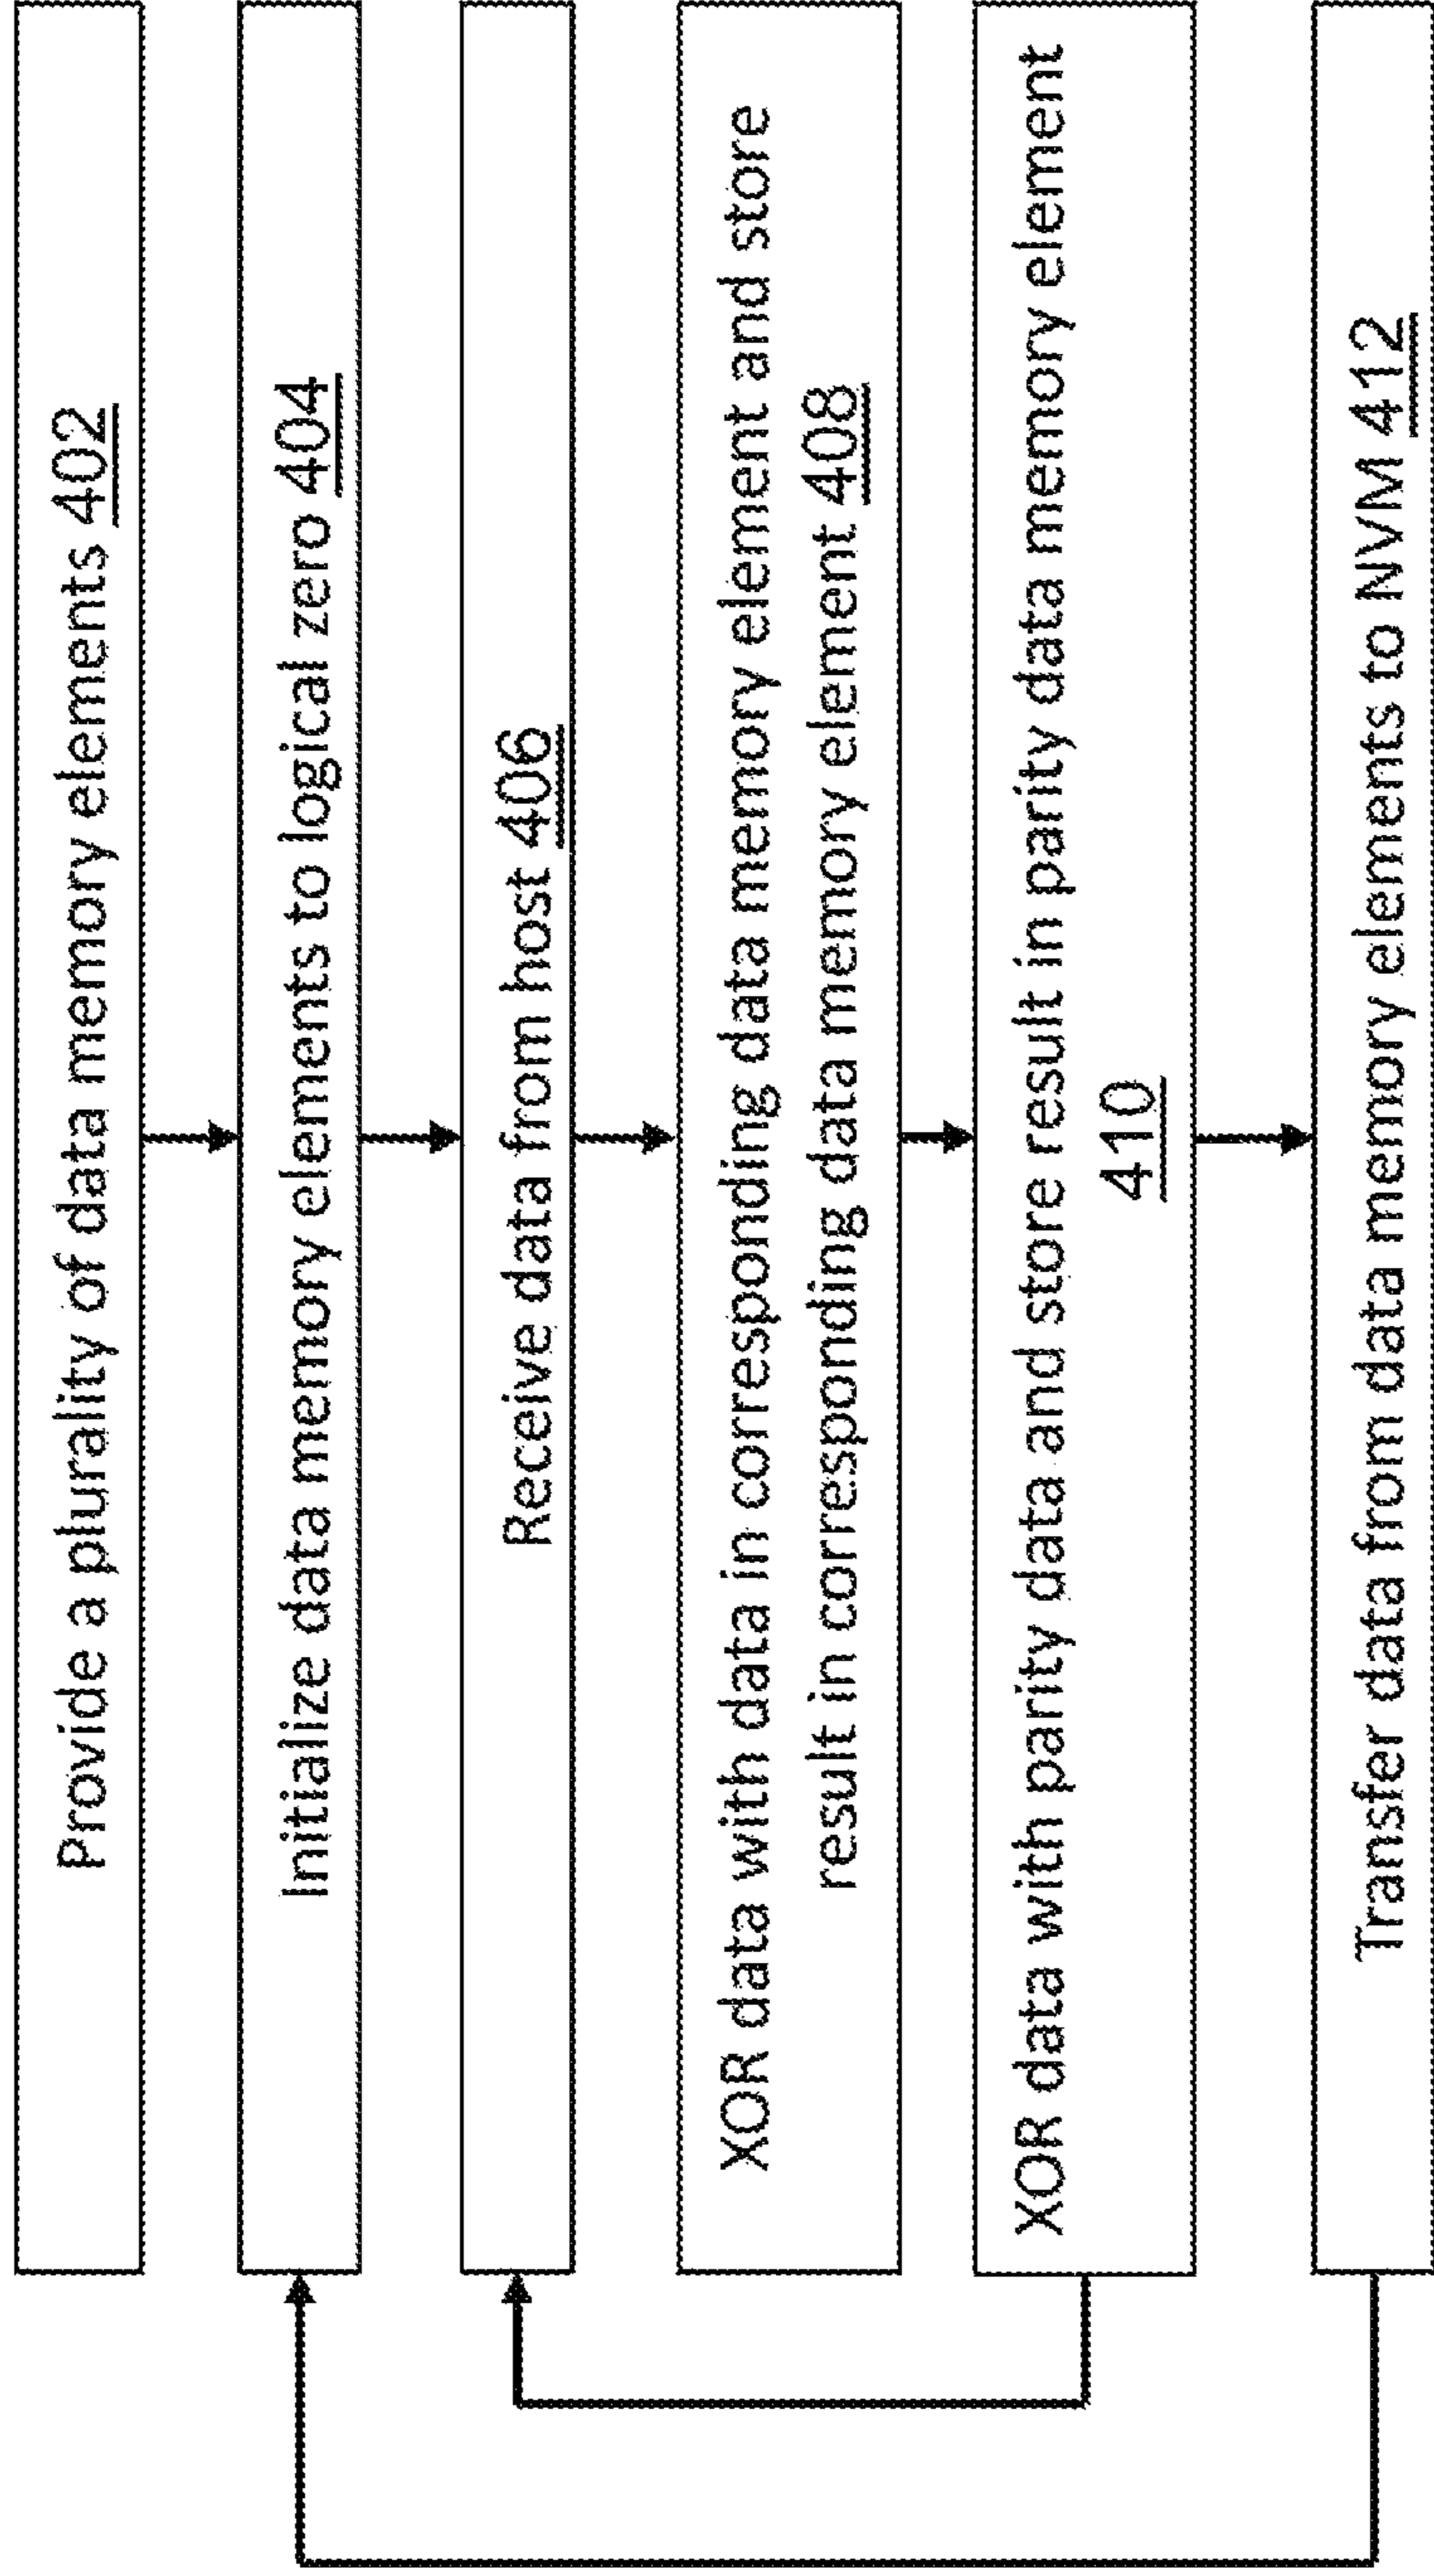 Provide a plurality of data memory elements 402
Initialize data memory elements to logical zero 404
Receive data from host 406
XOR data with data in corresponding data memory element and store
result in corresponding data memory element 408
XOR data with parity data and store result in parity data memory element
410
Transfer data from data memory elements to NVM 412